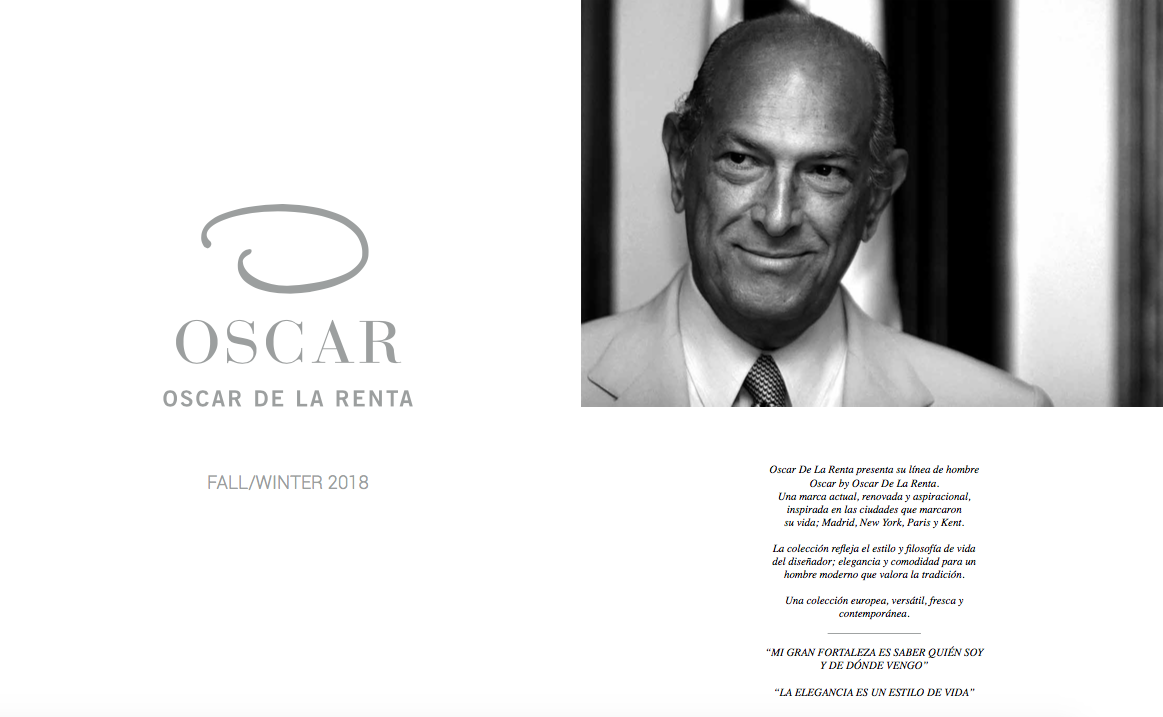 OSCAR
OSCAR DE LA RENTA
FALL/WINTER 2018
Oscar De La Renta presenta su línea de hombre
Oscar by Oscar De La Renta.
Una marca actual, renovada y aspiracional,
inspirada en las ciudades que marcaron
su vida; Madrid, New York, Paris y Kent.
La colección refleja el estilo y filosofía de vida
del diseñador; elegancia y comodidad para un
hombre moderno que valora la tradición.
Una colección europea, versátil, fresca y
contemporánea.
“MI GRAN FORTALEZA ES SABER QUIÉN SOY
Y DE DÓNDE VENGO”
“LA ELEGANCIA ES UN ESTILO DE VIDA”